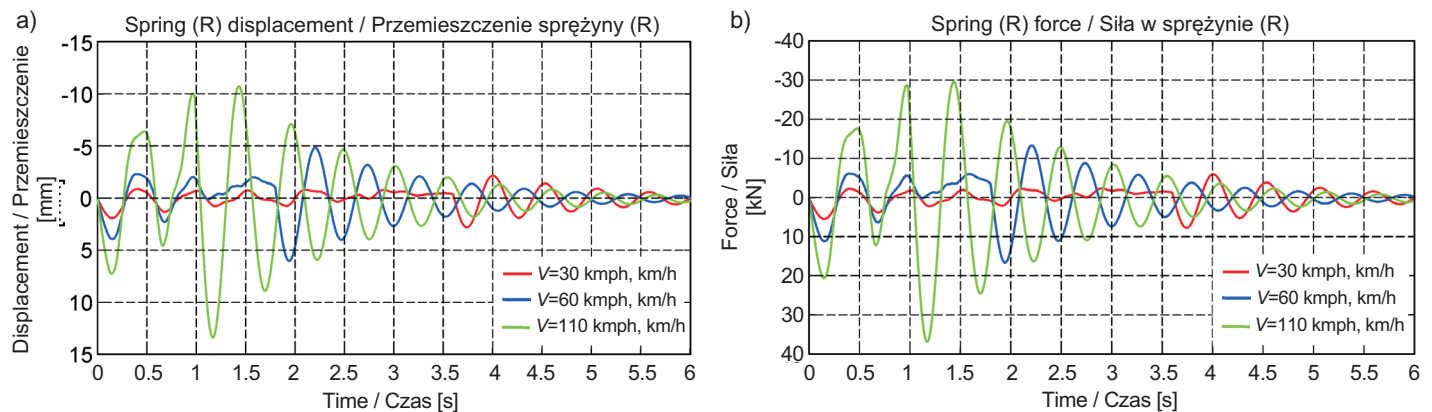 a)
Spring (R) displacement / Przemieszczenie sprężyny (R)
Displacement / Przemieszczenie
[mm]
-15
-10
-5
0
5
10
15
V=30 kmph, km/h
V=60 kmph, km/h
V=110 kmph, km/h
0 0.5 1 1.5 2 2.5 3 3.5 4 4.5 5 5.5 6
Time / Czas [s]
b)
Spring (R) force / Siła w sprężynie (R)
Force / Siła
[kN]
-40
-30
-20
-10
0
10
20
30
40
V=30 kmph, km/h
V=60 kmph, km/h
V=110 kmph, km/h
0 0.5 1 1.5 2 2.5 3 3.5 4 4.5 5 5.5 6
Time / Czas [s]